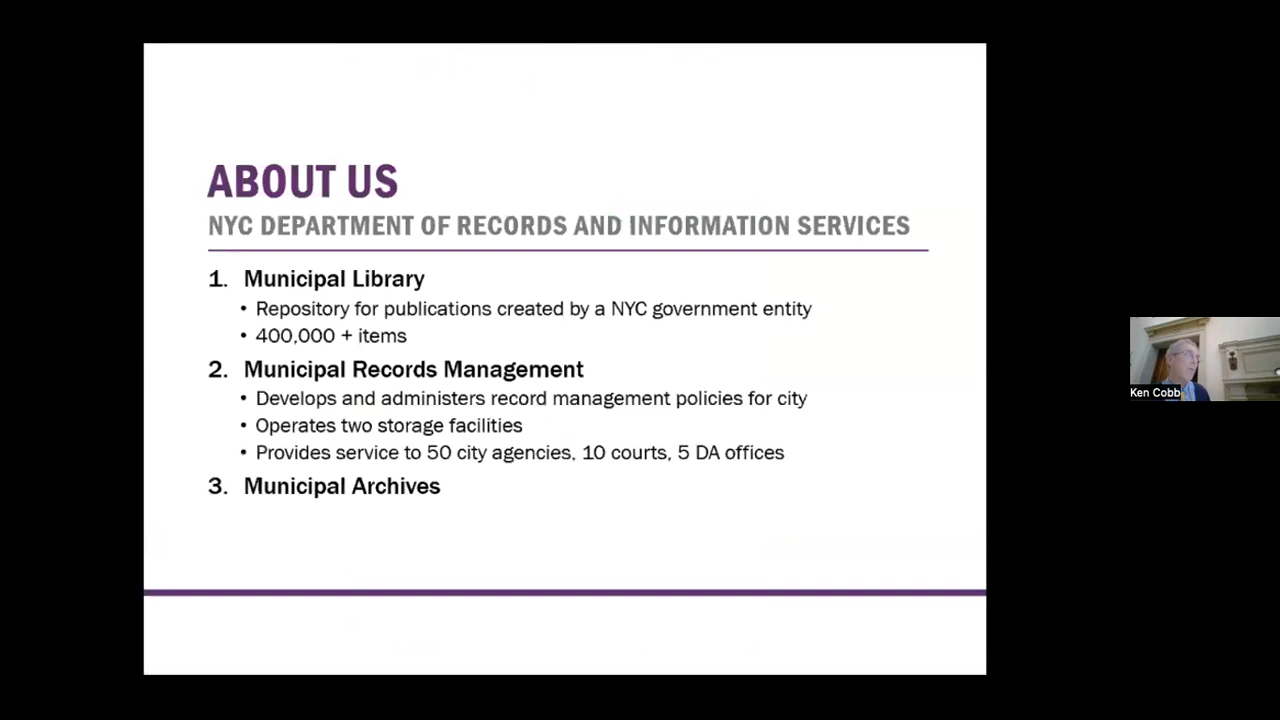 ABOUT US
NYC DEPARTMENT OF RECORDS AND INFORMATION SERVICES
1. Municipal Library
• Repository for publications created by a NYC government entity
• 400,000 + items
2. Municipal Records Management
• Develops and administers record management policies for city
• Operates two storage facilities
• Provides service to 50 city agencies, 10 courts, 5 DA offices
3. Municipal Archives
Ken Cobb